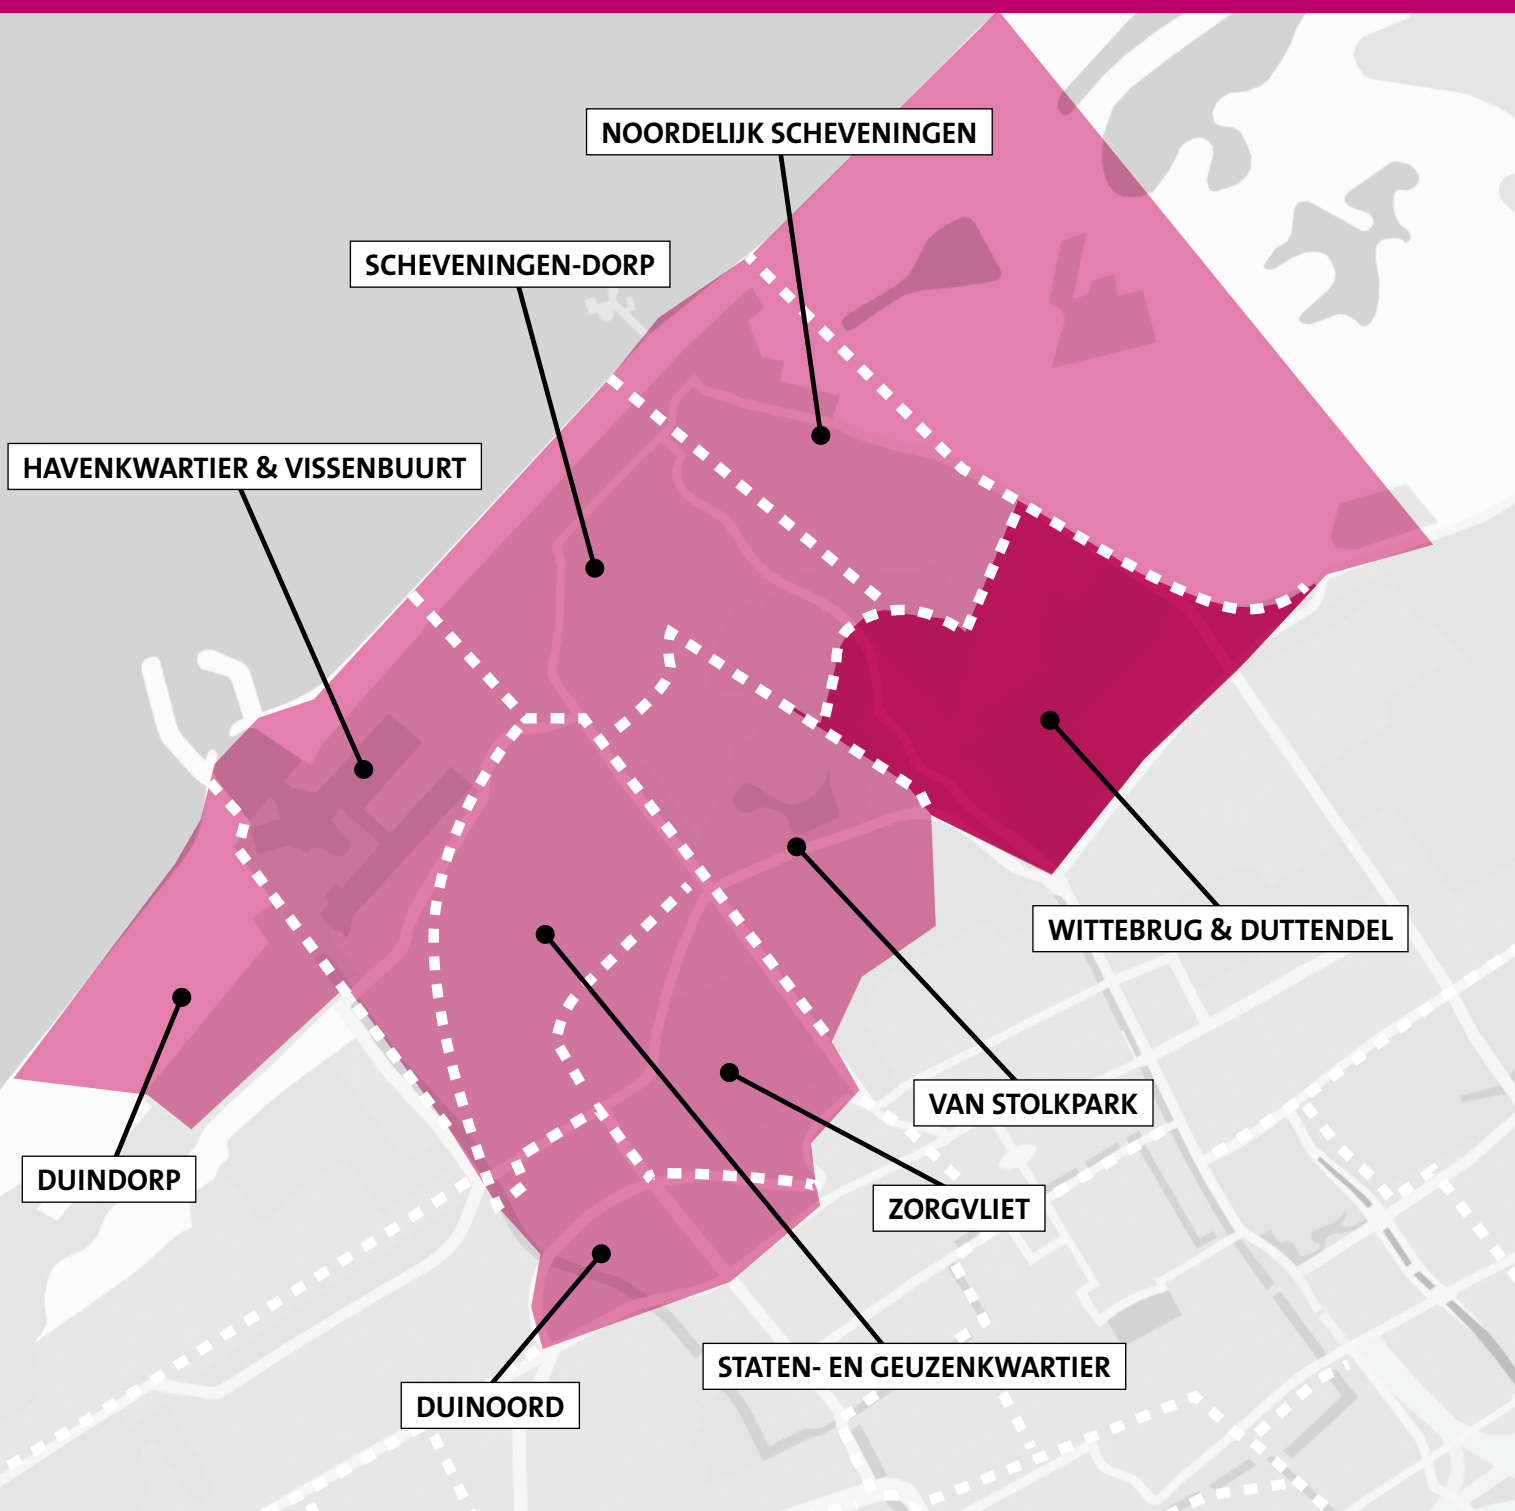 NOORDELIJK SCHEVENINGEN
SCHEVENINGEN-DORP
HAVENKWARTIER & VISSENBUURT
WITTEBRUG & DUTTENDEL
VAN STOLKPARK
DUINDORP
ZORGVLIET
STATEN- EN GEUZENKWARTIER
DUINOORD